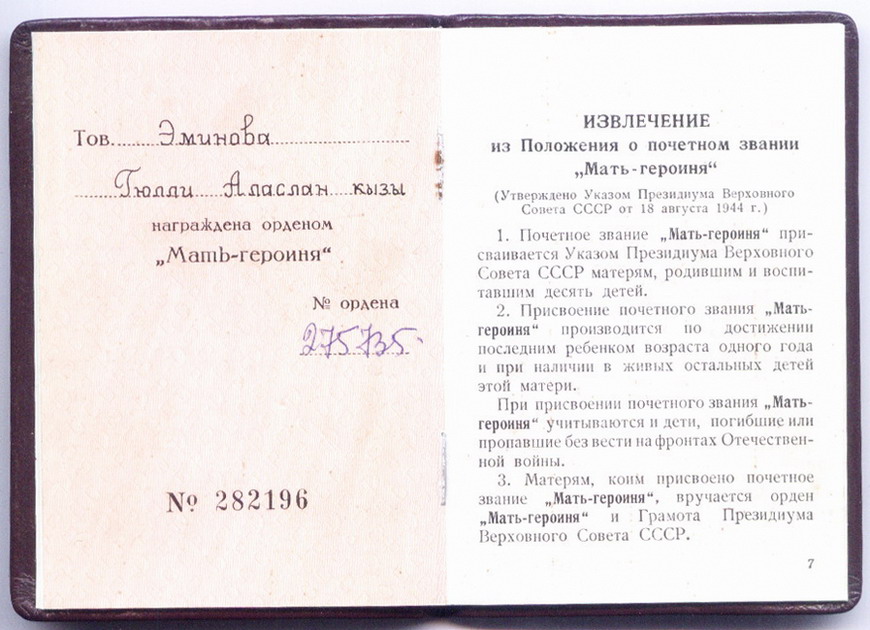 Тов. Эминова
Гюлли Аласлан кызы
награждена орденом
„Мать-героиня“
№ ордена
275735
№ 282196
ИЗВЛЕЧЕНИЕ
из Положения о почетном звании
„Мать-героиня“
(Утверждено Указом Президиума Верховного
Совета СССР от 18 августа 1944 г.)
1. Почетное звание „Мать-героиня“ при-
сваивается Указом Президиума Верховного
Совета СССР матерям, родившим и воспи-
тавшим десять детей.
2. Присвоение почетного звания „Мать-
героиня“ производится по достижении
последним ребенком возраста одного года
и при наличии в живых остальных детей
этой матери.
При присвоении почетного звания „Мать-
героиня“ учитываются и дети, погибшие или
пропавшие без вести на фронтах Отечествен-
ной войны.
3. Матерям, коим присвоено почетное
звание „Мать-героиня“, вручается орден
„Мать-героиня“ и Грамота Президиума
Верховного Совета СССР.
7